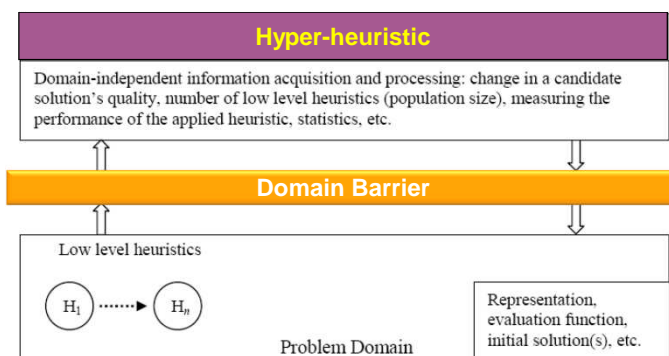 Hyper-heuristic
Domain-independent information acquisition and processing: change in a candidate
solution's quality, number of low level heuristics (population size), measuring the
performance of the applied heuristic, statistics, etc.
Domain Barrier
Low level heuristics
H1
Hn
Representation,
evaluation function,
initial solution(s), etc.
Problem Domain